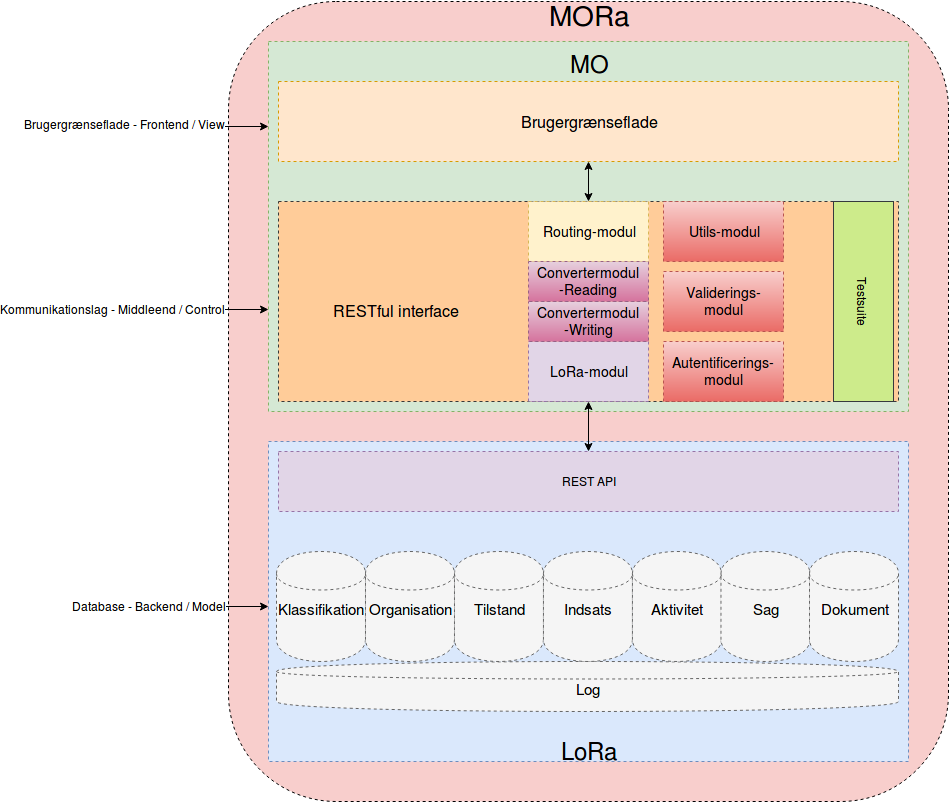 MORa
MO
Brugergrænseflade - Frontend / View
Brugergrænseflade
Routing-modul
Utils-modul
Convertermodul
-Reading
Validerings-
modul
Testsuite
Kommunikationslag - Middleend / Control
RESTful interface
Convertermodul
-Writing
LoRa-modul
Autentificerings-
modul
REST API
Database - Backend / Model
Klassifikation
Organisation
Tilstand
Indsats
Aktivitet
Sag
Dokument
Log
LoRa